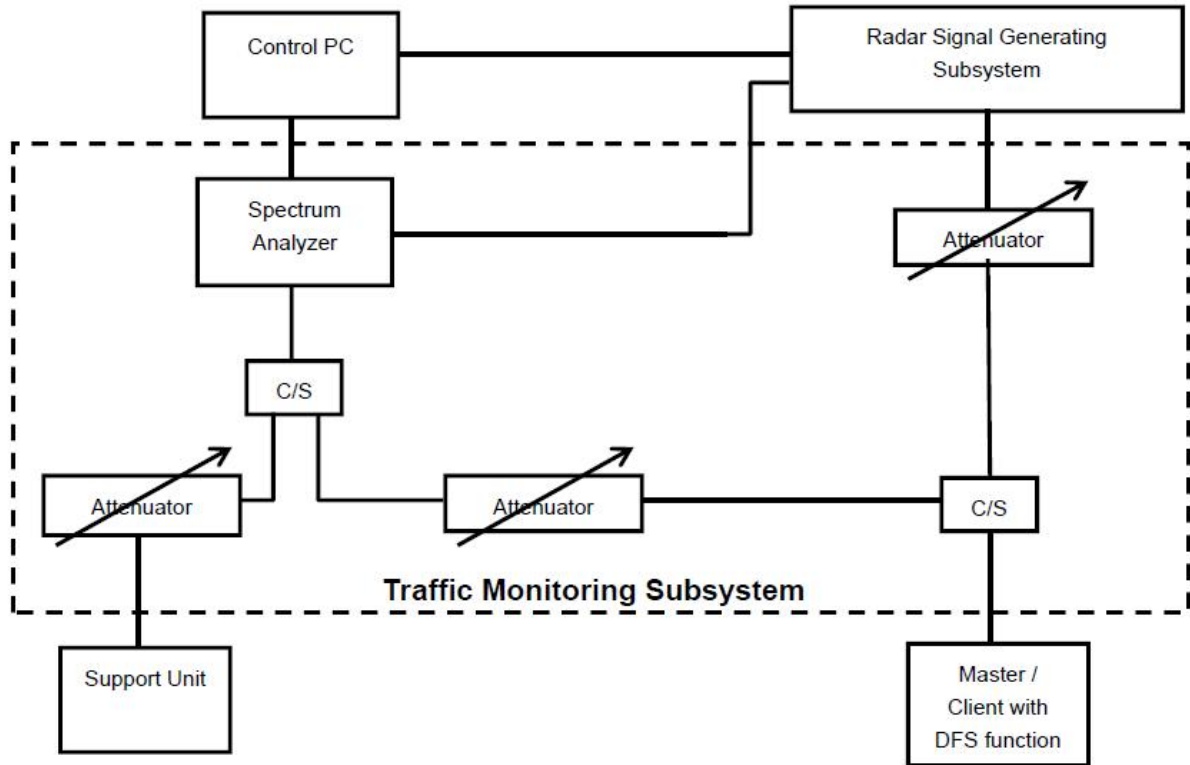 Control PC
Radar Signal Generating
Subsystem
Spectrum
Analyzer
Attenuator
C/S
Attenuator
Attenuator
C/S
Traffic Monitoring Subsystem
Support Unit
Master /
Client with
DFS function